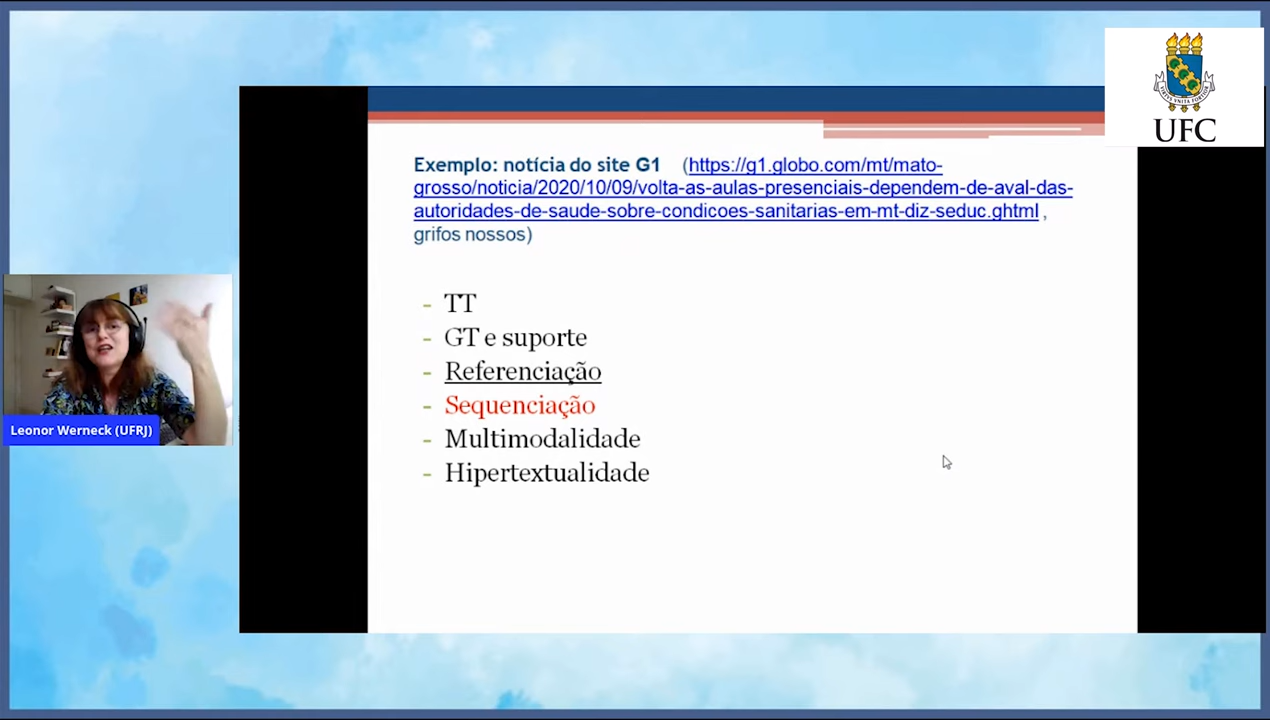 UFC
Exemplo: notícia do site G1 (https://g1.globo.com/mt/mato-
grosso/noticia/2020/10/09/volta-as-aulas-presenciais-dependem-de-aval-das-
autoridades-de-saude-sobre-condicoes-sanitarias-em-mt-diz-seduc.ghtml ,
grifos nossos)
- TT
- GT e suporte
- Referenciação
- Sequenciação
- Multimodalidade
- Hipertextualidade
Leonor Werneck (UFRJ)